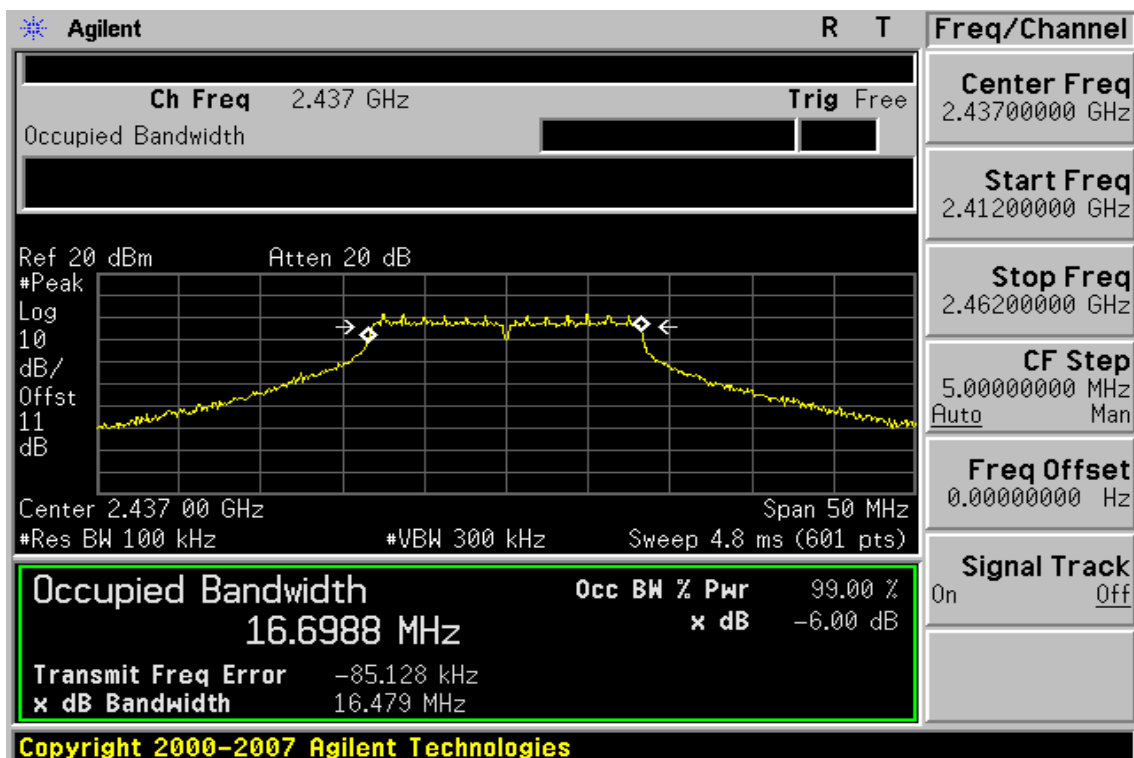 Agilent R T
Ch Freq 2.437 GHz Trig Free
Occupied Bandwidth
Ref 20 dBm Atten 20 dB
#Peak
Log
10
dB/
Offst
11
dB
Center 2.437 00 GHz Span 50 MHz
#Res BW 100 kHz #VBW 300 kHz Sweep 4.8 ms (601 pts)
Occupied Bandwidth Occ BW % Pwr 99.00 %
16.6988 MHz x dB -6.00 dB
Transmit Freq Error -85.128 kHz
x dB Bandwidth 16.479 MHz
Copyright 2000-2007 Agilent Technologies
Freq/Channel
Center Freq
2.43700000 GHz
Start Freq
2.41200000 GHz
Stop Freq
2.46200000 GHz
CF Step
5.00000000 MHz
Auto Man
Freq Offset
0.00000000 Hz
Signal Track
On Off